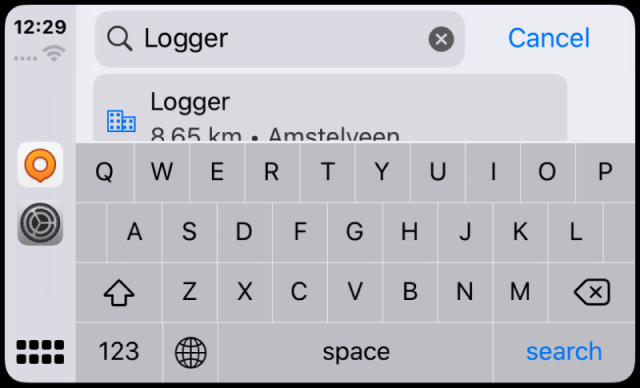 12:29
Logger
Cancel
Logger
8,65 km • Amstelveen
Q W E R T Y U I O P
A S D F G H J K L
Z X C V B N M
123 space search